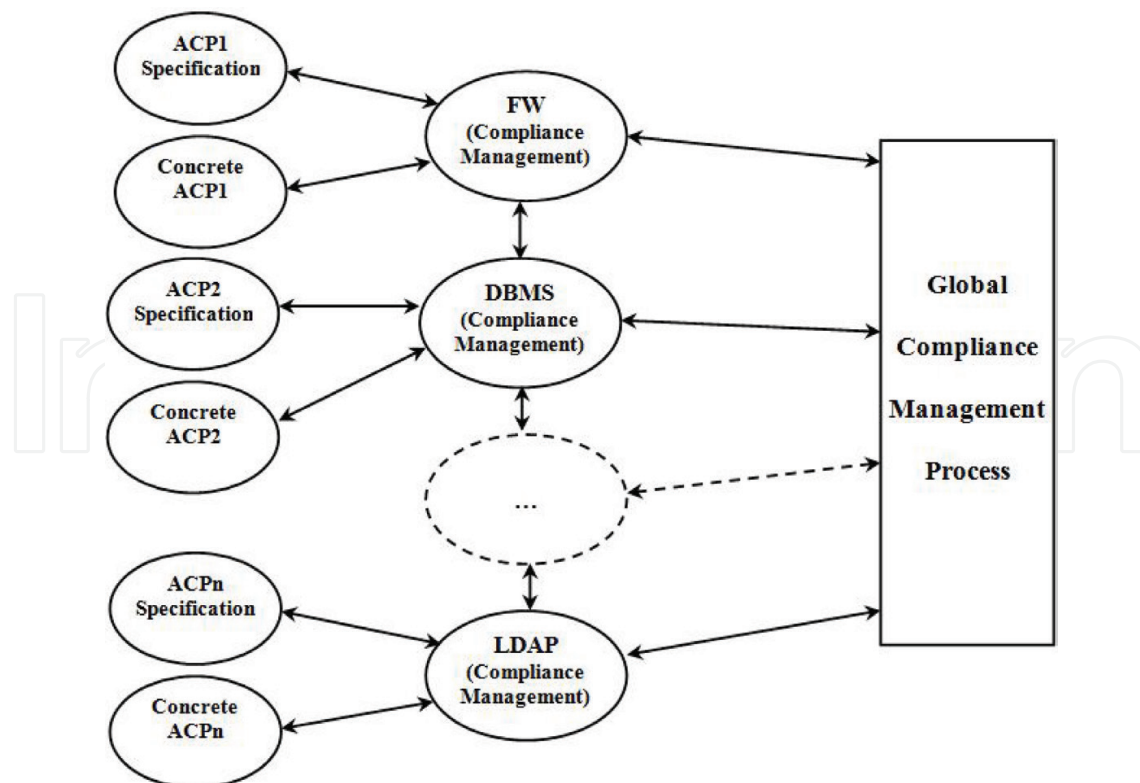 ACP1
Specification
Concrete
ACP1
FW
(Compliance
Management)
ACP2
Specification
Concrete
ACP2
DBMS
(Compliance
Management)
...
ACPn
Specification
Concrete
ACPn
LDAP
(Compliance
Management)
Global
Compliance
Management
Process